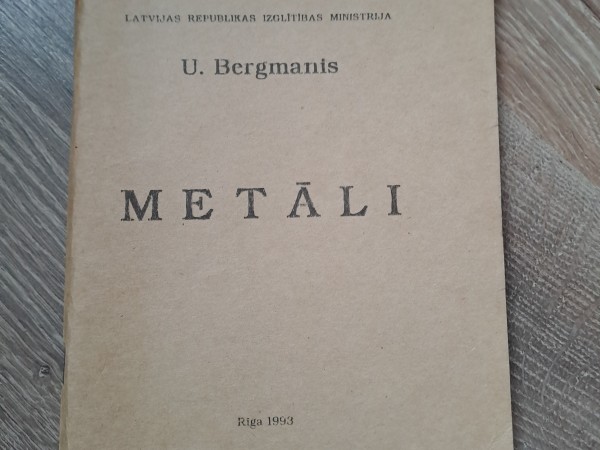 LATVIJAS REPUBLIKAS IZGLĪTĪBAS MINISTRIJA
U. Bergmanis
METĀLI
Rīga 1993